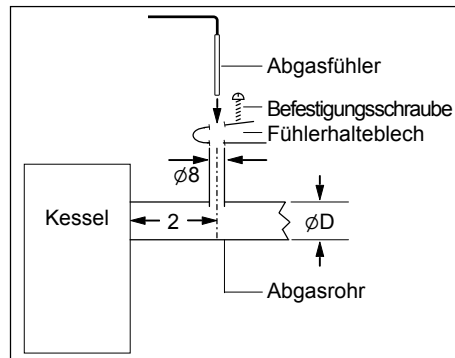 Abgasfühler
Befestigungsschraube
Fühlerhalteblech
Ø8
Kessel
2
ØD
Abgasrohr